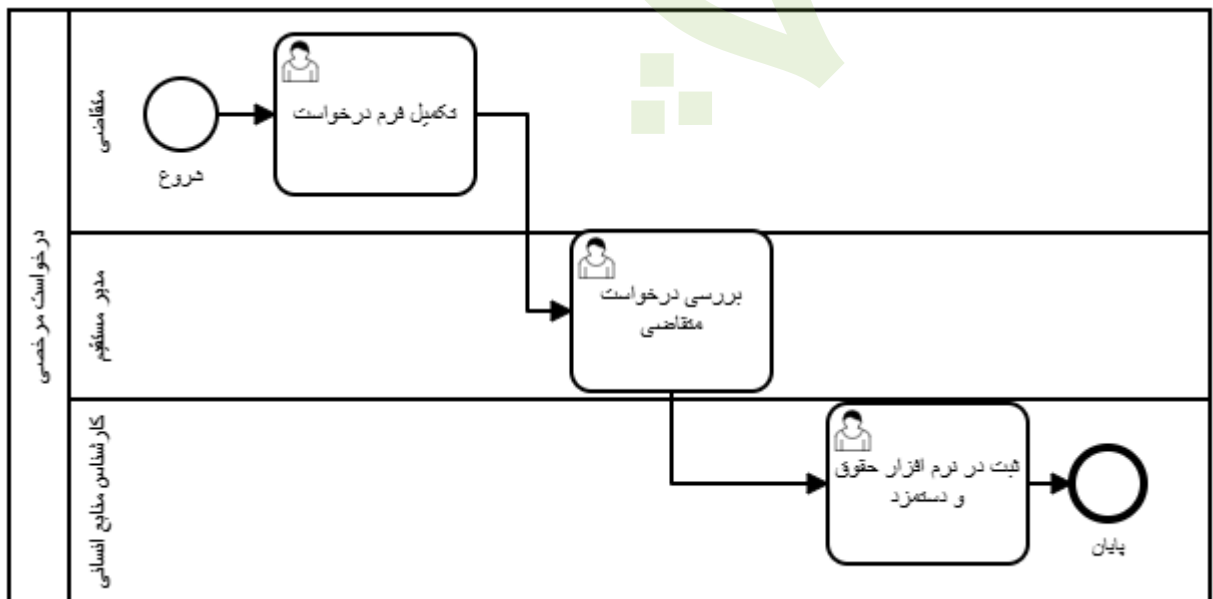 درخواست مرخصی
متقاضی
شروع
تکمیل فرم درخواست
مدیر مستقیم
بررسی درخواست
متقاضی
کارشناس منابع انسانی
ثبت در نرم افزار حقوق
و دستمزد
پایان